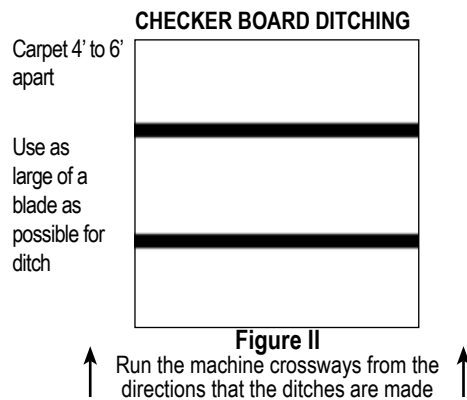 CHECKER BOARD DITCHING
Carpet 4’ to 6’
apart
Use as
large of a
blade as
possible for
ditch
Figure II
Run the machine crossways from the
directions that the ditches are made